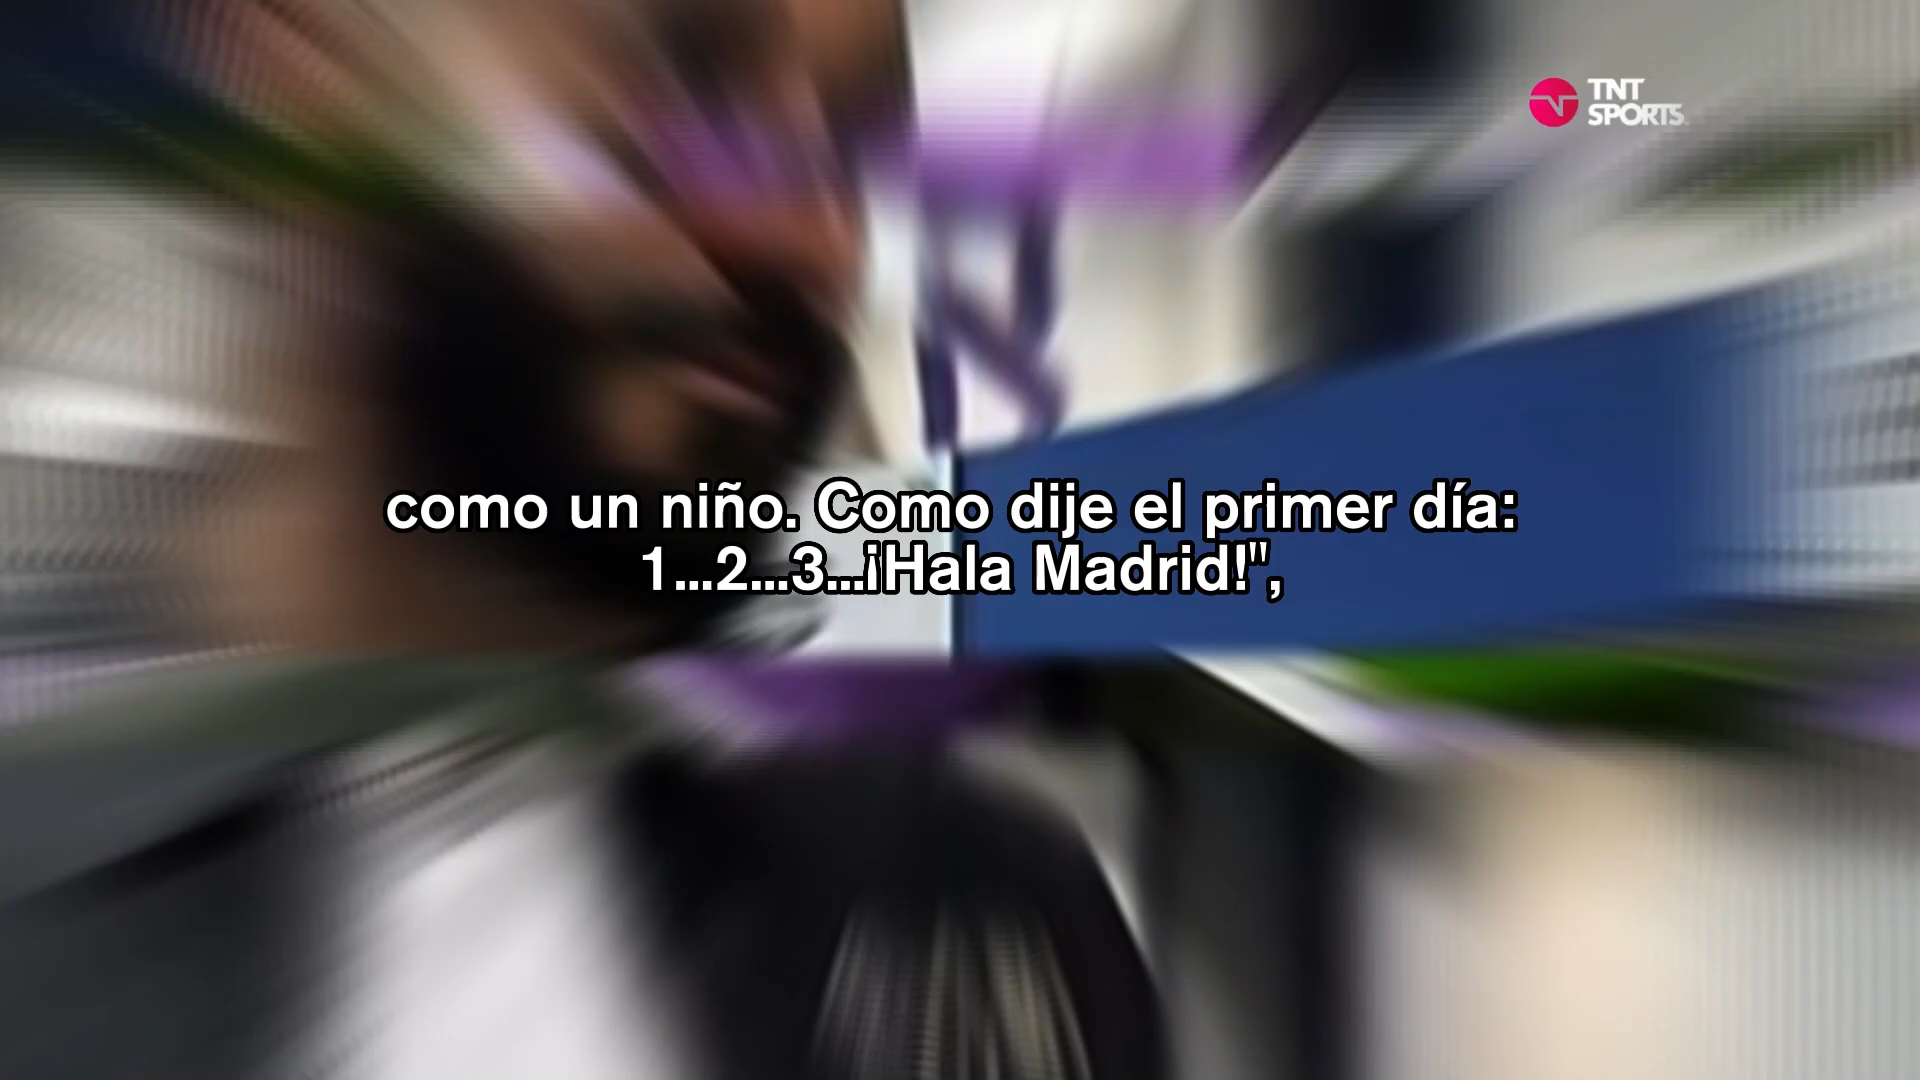 TNT
SPORTS
como un niño. Como dije el primer día:
1...2...3...¡Hala Madrid!",